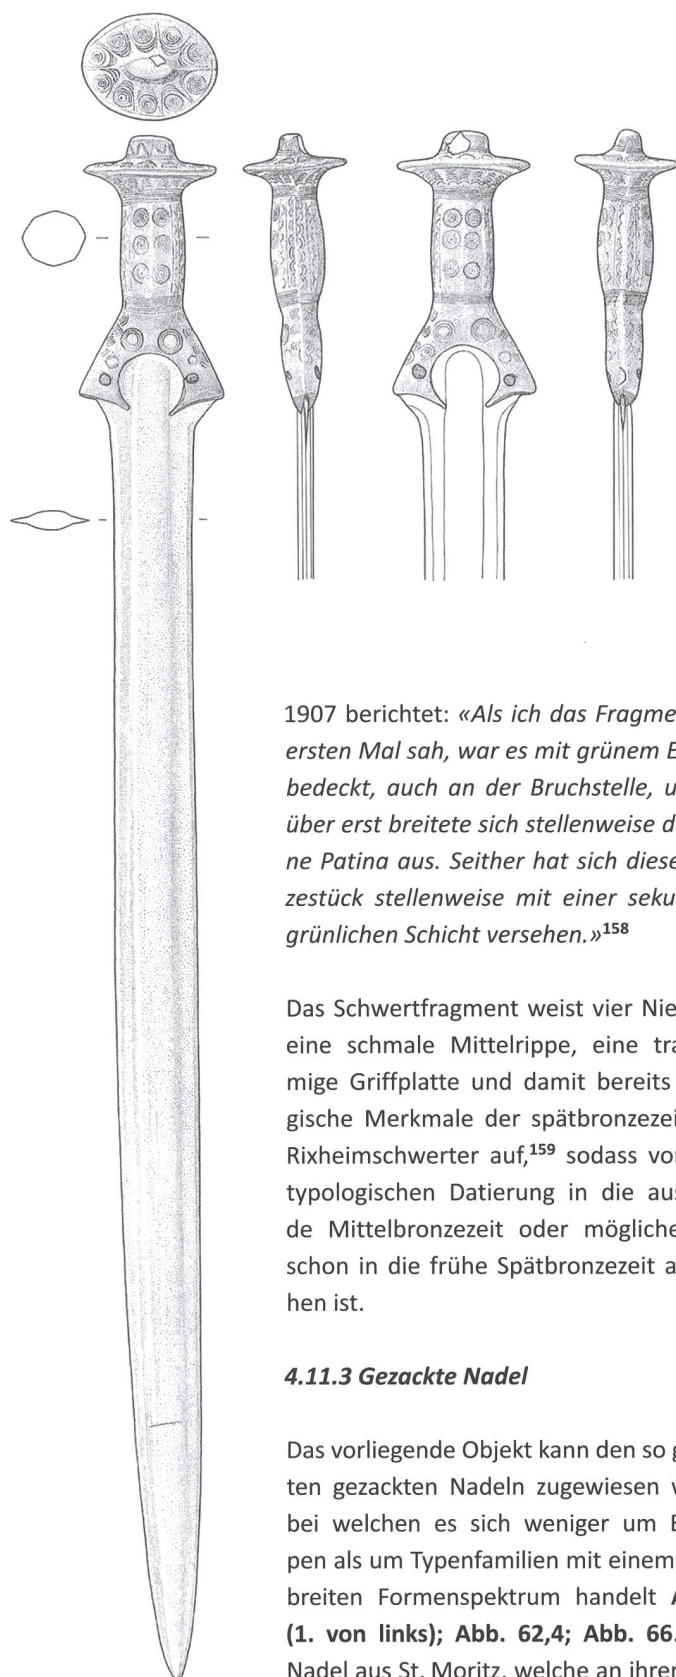 1907 berichtet: «Als ich das Fragme
ersten Mal sah, war es mit grünem
bedeckt, auch an der Bruchstelle, u
über erst breitete sich stellenweise d
ne Patina aus. Seither hat sich diese
zestück stellenweise mit einer seku
grünlichen Schicht versehen.»158
Das Schwertfragment weist vier Nie
eine schmale Mittelrippe, eine tra
mige Griffplatte und damit bereits
gische Merkmale der spätbronzezei
Rixheimschwerter auf,159 sodass vo
typologischen Datierung in die aus
de Mittelbronzezeit oder mögliche
schon in die frühe Spätbronzezeit a
hen ist.
4.11.3 Gezackte Nadel
Das vorliegende Objekt kann den so g
ten gezackten Nadeln zugewiesen
bei welchen es sich weniger um
pen als um Typenfamilien mit einem
breiten Formenspektrum handelt
(1. von links); Abb. 62,4; Abb. 66.
Nadel aus St. Moritz, welche an ihrer